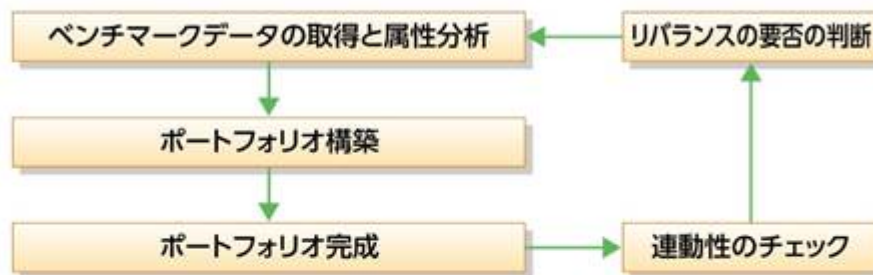 ベンチマークデータの取得と属性分析
リバランスの要否の判断
ポートフォリオ構築
ポートフォリオ完成
連動性のチェック